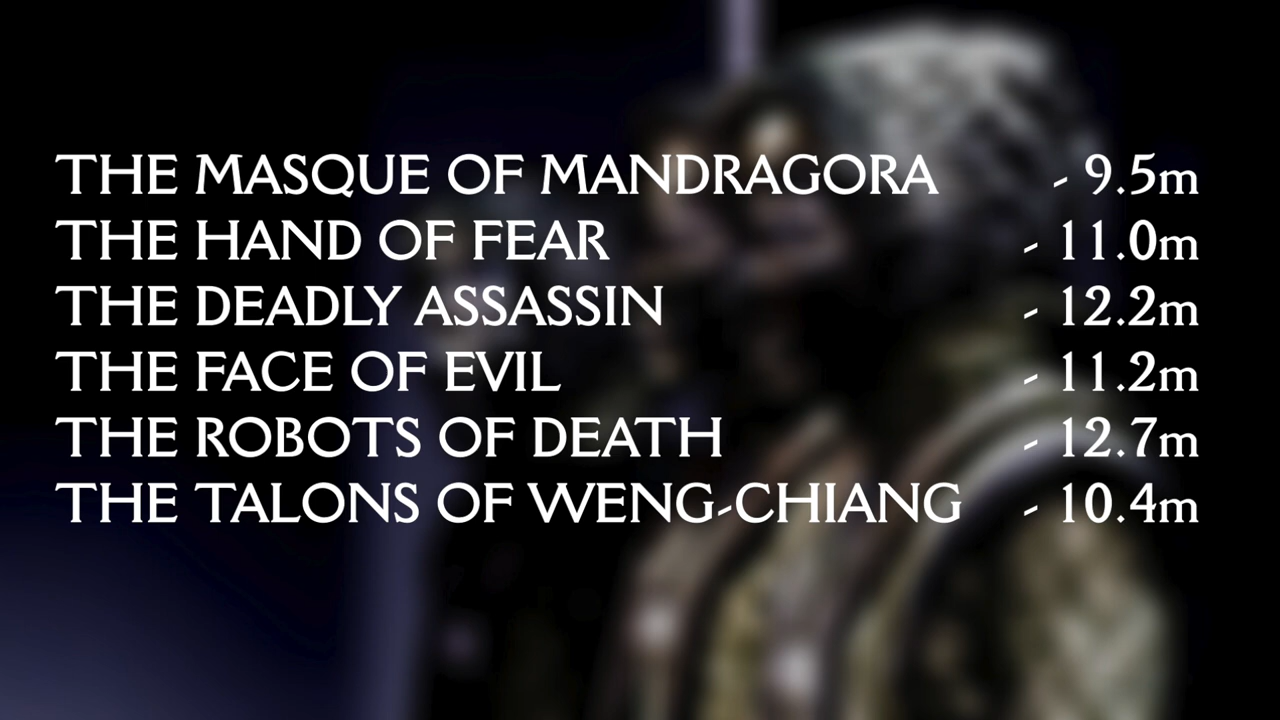 THE MASQUE OF MANDRAGORA - 9.5m
THE HAND OF FEAR - 11.0m
THE DEADLY ASSASSIN - 12.2m
THE FACE OF EVIL - 11.2m
THE ROBOTS OF DEATH - 12.7m
THE TALONS OF WENG-CHIANG - 10.4m